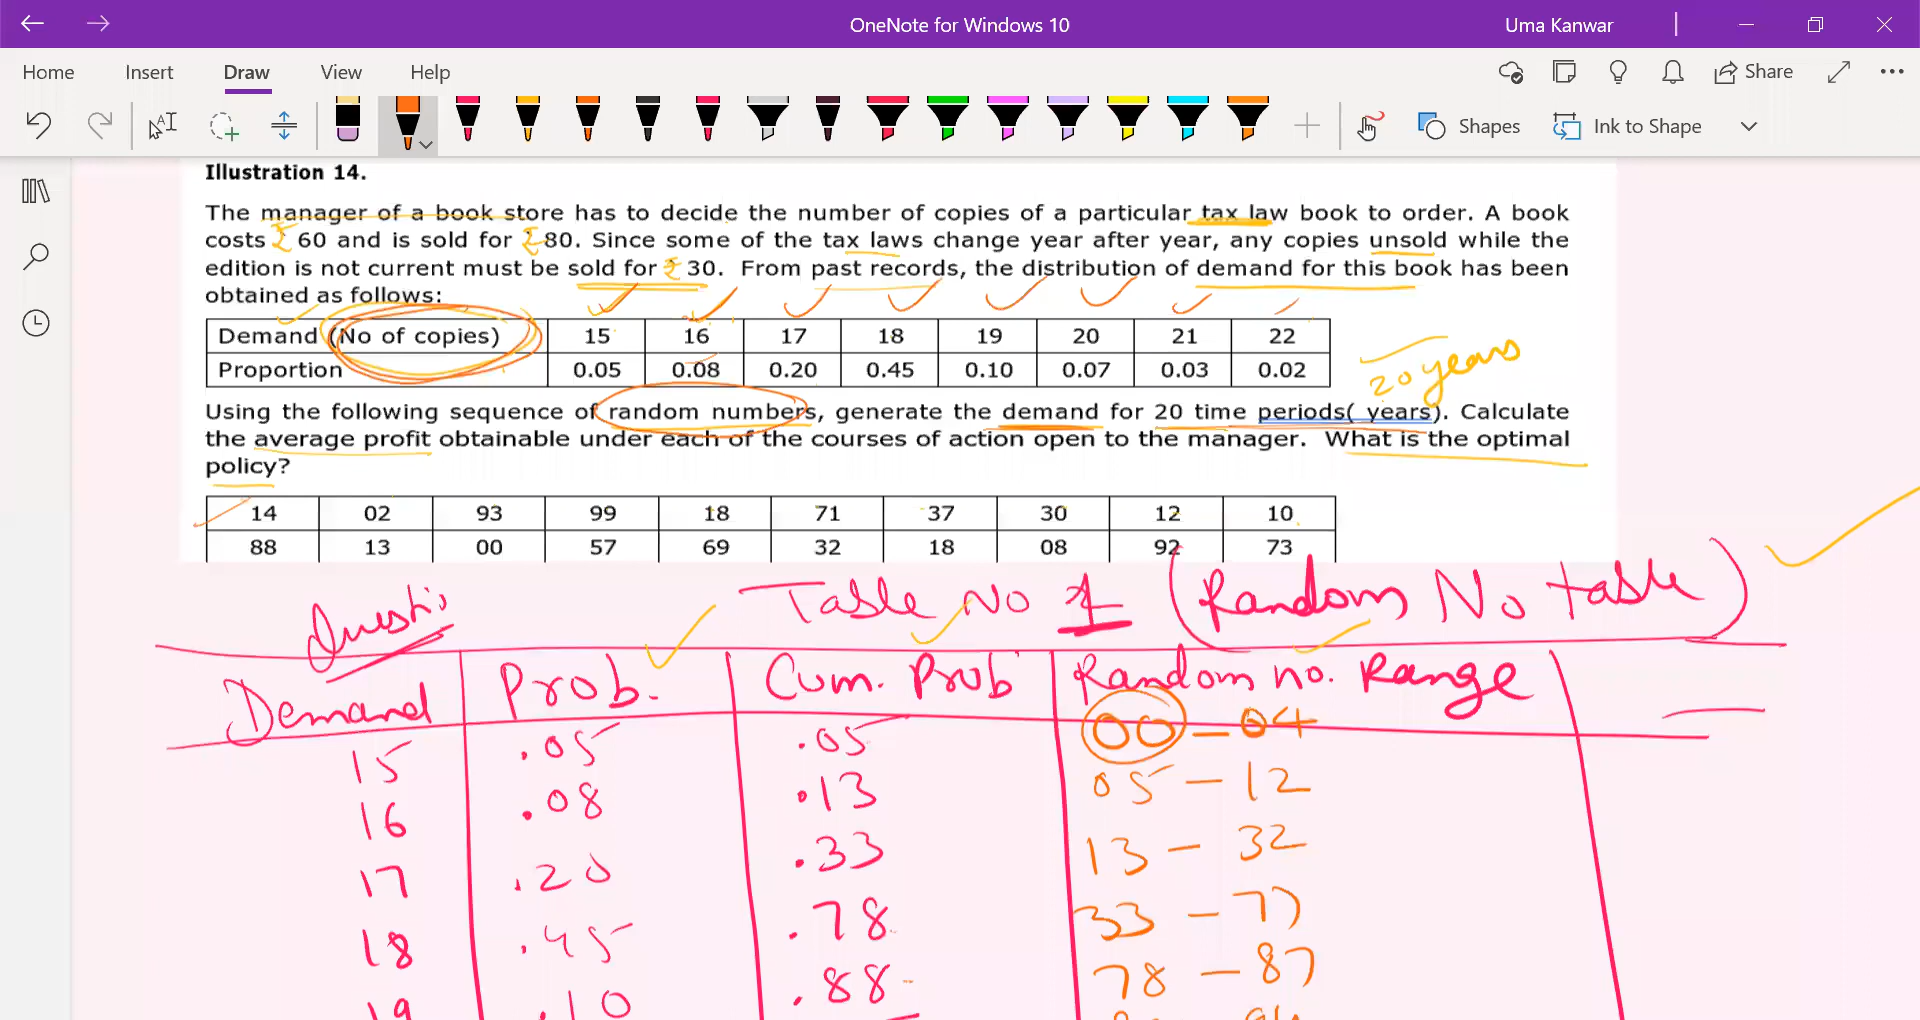 OneNote for Windows 10
Uma Kanwar
Home Insert Draw View Help
Share
Shapes
Ink to Shape
Illustration 14.
The manager of a book store has to decide the number of copies of a particular tax law book to order. A book
costs ₹ 60 and is sold for ₹ 80. Since some of the tax laws change year after year, any copies unsold while the
edition is not current must be sold for ₹ 30. From past records, the distribution of demand for this book has been
obtained as follows:
Demand (No of copies) 15 16 17 18 19 20 21 22
Proportion 0.05 0.08 0.20 0.45 0.10 0.07 0.03 0.02
20 years
Using the following sequence of random numbers, generate the demand for 20 time periods( years). Calculate
the average profit obtainable under each of the courses of action open to the manager. What is the optimal
policy?
14 02 93 99 18 71 37 30 12 10
88 13 00 57 69 32 18 08 92 73
Table No 1 (Random No table)
Demand Prob. Cum. Prob Random no. Range
15 .05 .05 00 - 04
16 .08 .13 05 - 12
17 .20 .33 13 - 32
18 .45 .78 33 - 77
19 .10 .88 78 - 87